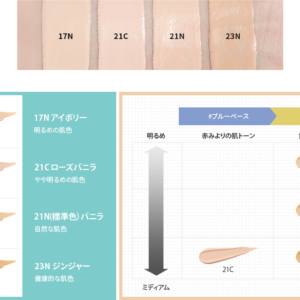 17N
21C
21N
23N
17N アイボリー
明るめの肌色
21C ローズバニラ
やや明るめの肌色
21N(標準色) バニラ
自然な肌色
23N ジンジャー
健康的な肌色
#ブルーベース
明るめ
赤みよりの肌トーン
21C
ミディアム